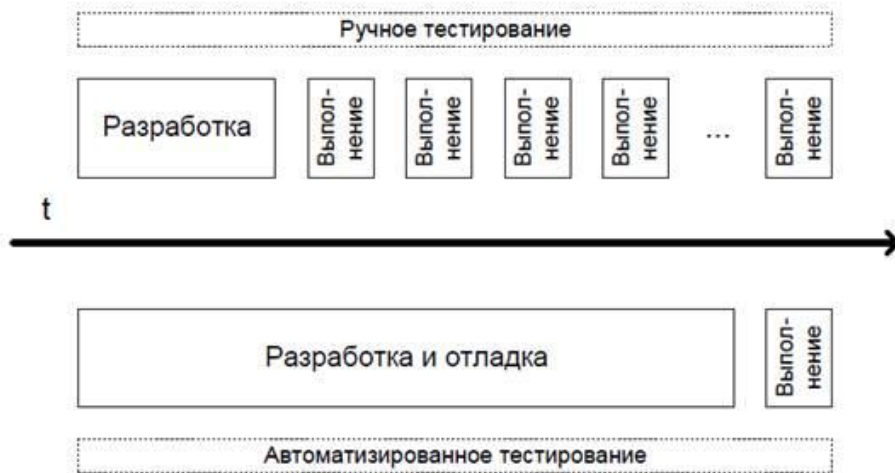 Ручное тестирование
Разработка
Выпол-
нение
Выпол-
нение
Выпол-
нение
Выпол-
нение
...
Выпол-
нение
t
Разработка и отладка
Выпол-
нение
Автоматизированное тестирование